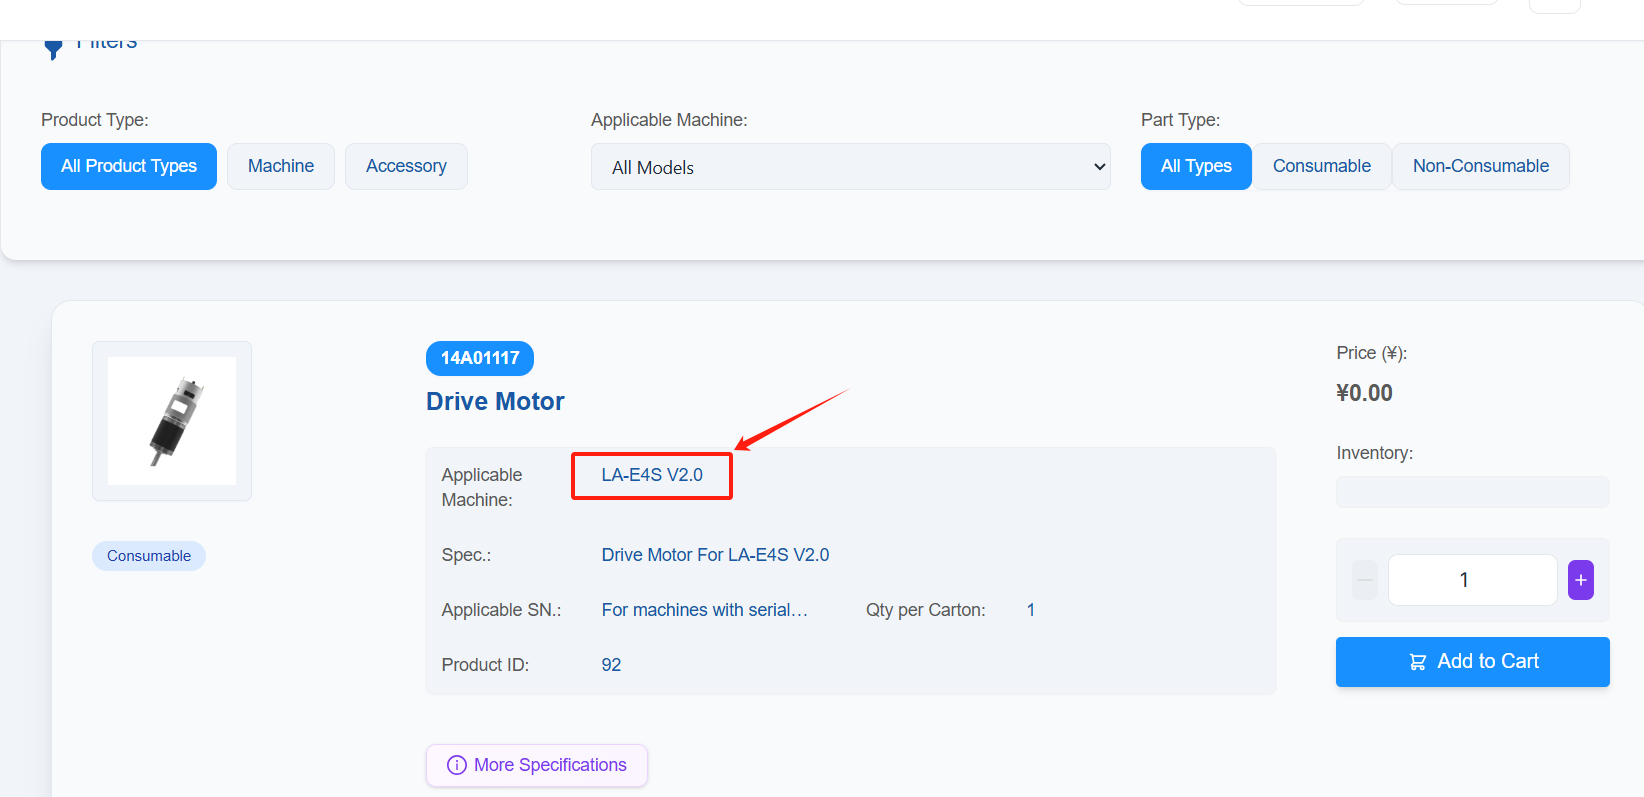 Filters
Product Type:
All Product Types
Machine
Accessory
Applicable Machine:
All Models
Part Type:
All Types
Consumable
Non-Consumable
14A01117
Drive Motor
Applicable Machine:
LA-E4S V2.0
Spec.:
Drive Motor For LA-E4S V2.0
Applicable SN.:
For machines with serial...
Qty per Carton:
1
Product ID:
92
Consumable
More Specifications
Price (¥):
¥0.00
Inventory:
1
Add to Cart